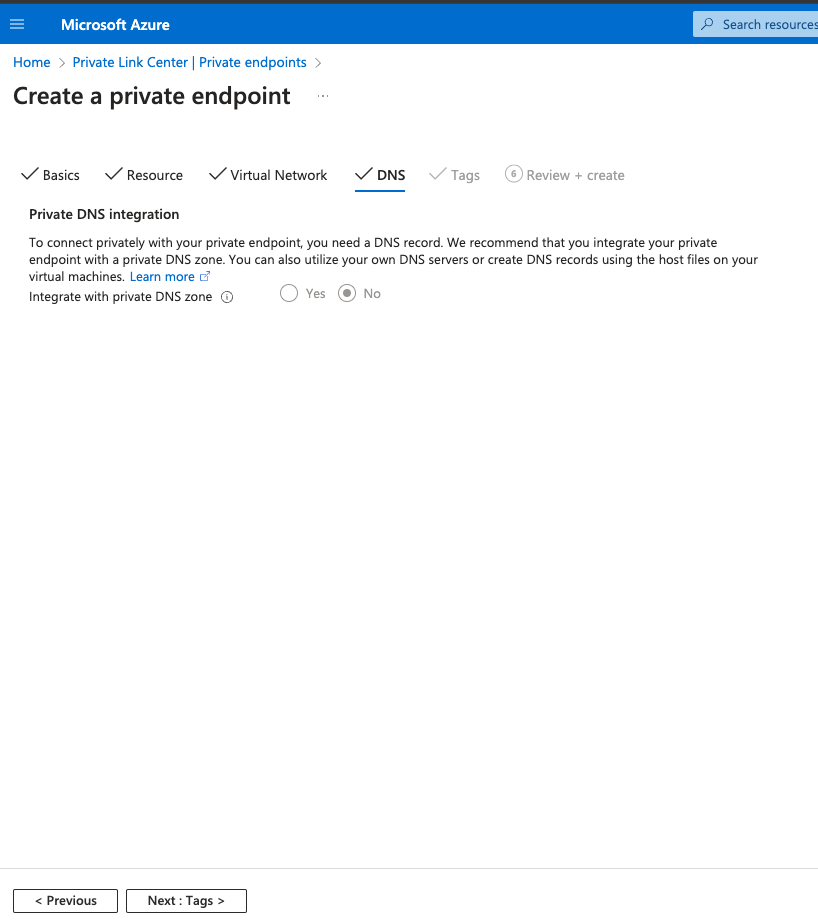 Microsoft Azure
Search resources
Home > Private Link Center | Private endpoints >
Create a private endpoint ...
Basics Resource Virtual Network DNS Tags 6 Review + create
Private DNS integration
To connect privately with your private endpoint, you need a DNS record. We recommend that you integrate your private
endpoint with a private DNS zone. You can also utilize your own DNS servers or create DNS records using the host files on your
virtual machines. Learn more
Integrate with private DNS zone Yes No
< Previous Next : Tags >